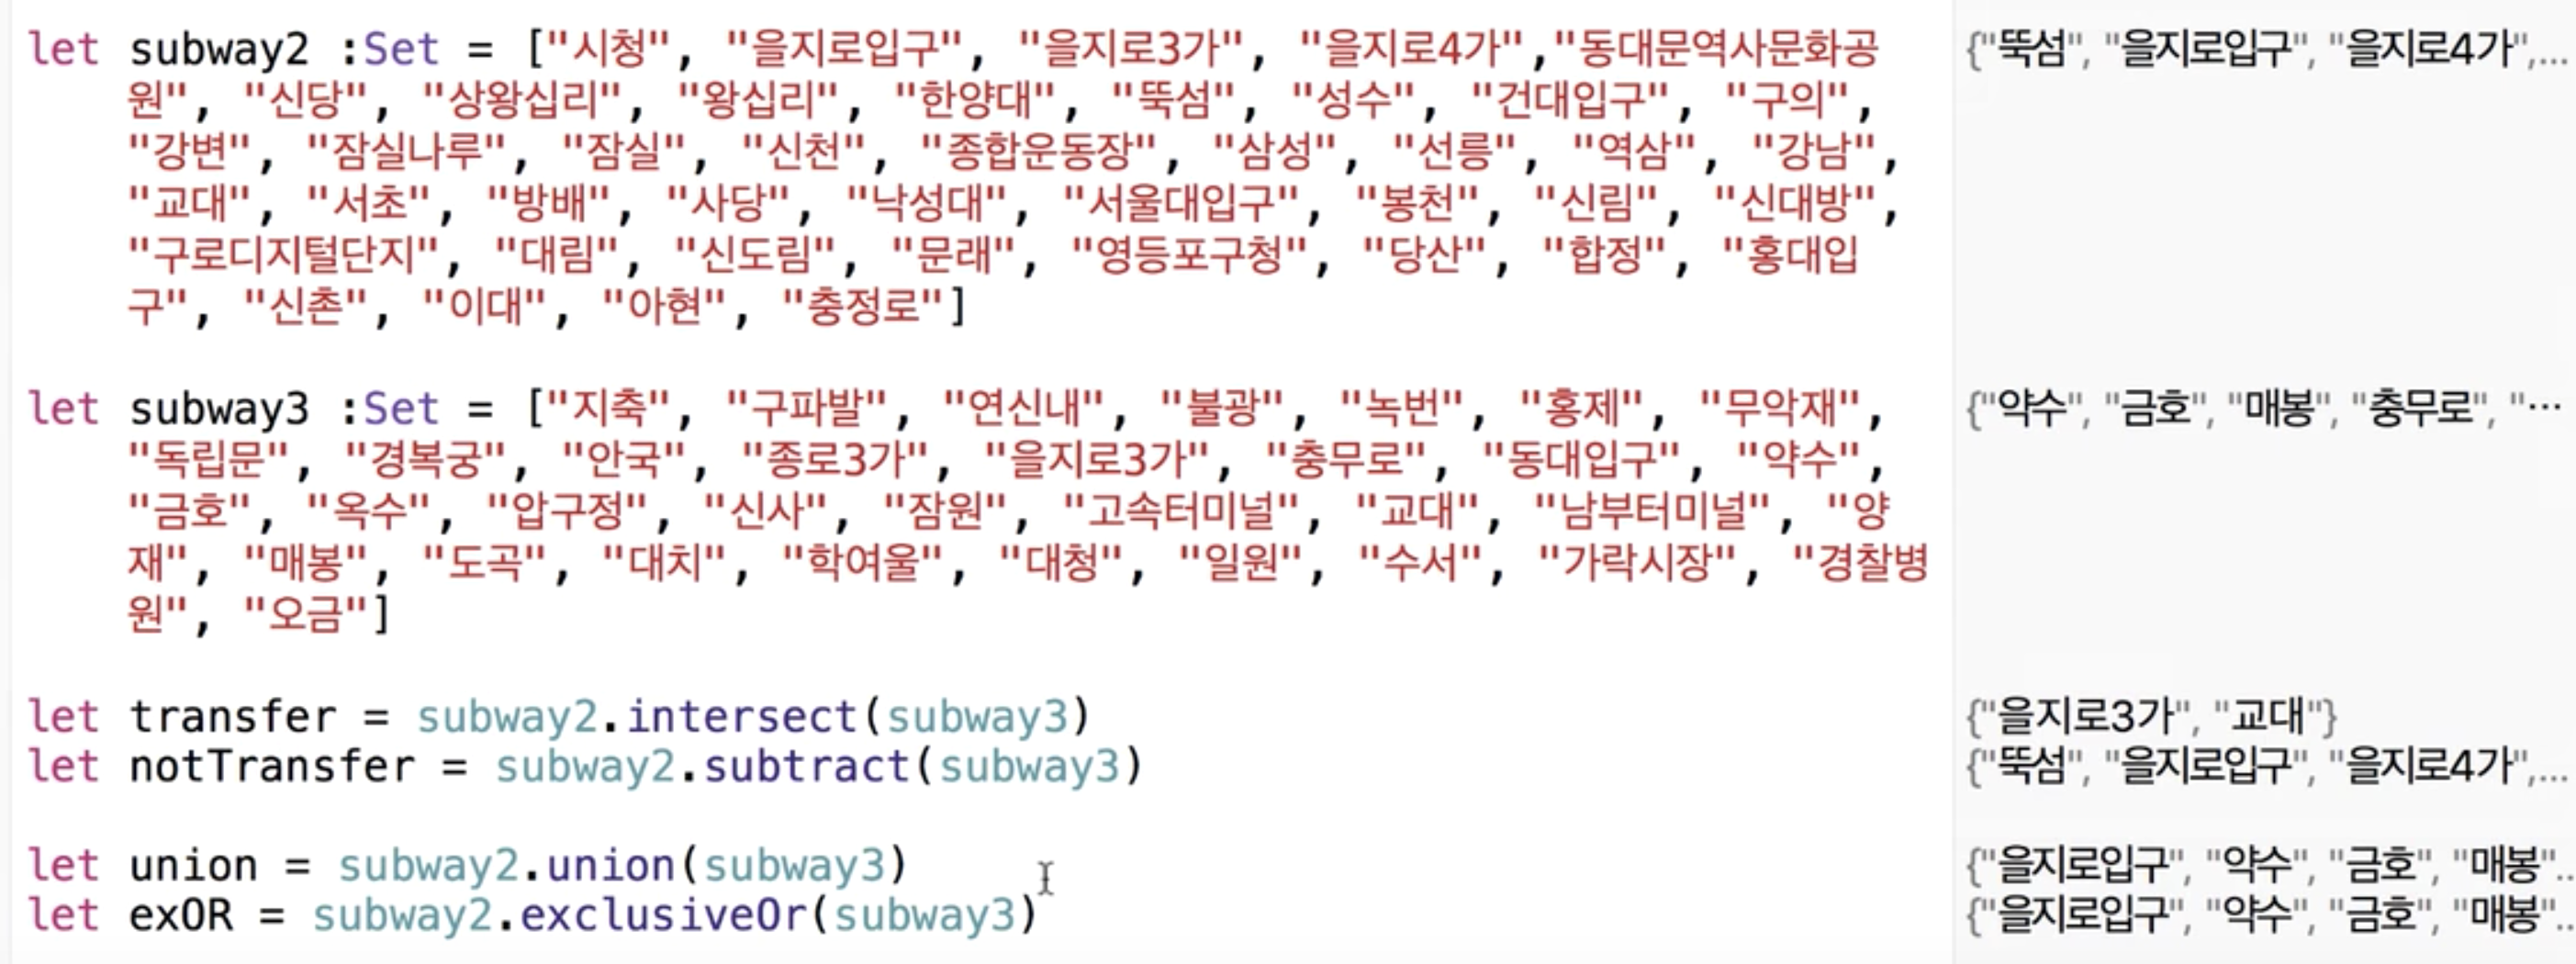 let subway2 :Set = ["시청", "을지로입구", "을지로3가", "을지로4가","동대문역사문화공
원", "신당", "상왕십리", "왕십리", "한양대", "뚝섬", "성수", "건대입구", "구의",
"강변", "잠실나루", "잠실", "신천", "종합운동장", "삼성", "선릉", "역삼", "강남",
"교대", "서초", "방배", "사당", "낙성대", "서울대입구", "봉천", "신림", "신대방",
"구로디지털단지", "대림", "신도림", "문래", "영등포구청", "당산", "합정", "홍대입
구", "신촌", "이대", "아현", "충정로"]
let subway3 :Set = ["지축", "구파발", "연신내", "불광", "녹번", "홍제", "무악재",
"독립문", "경복궁", "안국", "종로3가", "을지로3가", "충무로", "동대입구", "약수",
"금호", "옥수", "압구정", "신사", "잠원", "고속터미널", "교대", "남부터미널", "양
재", "매봉", "도곡", "대치", "학여울", "대청", "일원", "수서", "가락시장", "경찰병
원", "오금"]
let transfer = subway2.intersect(subway3)
let notTransfer = subway2.subtract(subway3)
let union = subway2.union(subway3)
let exOR = subway2.exclusiveOr(subway3)
{"뚝섬", "을지로입구", "을지로4가",...
{"약수", "금호", "매봉", "충무로", "...
{"을지로3가", "교대"}
{"뚝섬", "을지로입구", "을지로4가",...
{"을지로입구", "약수", "금호", "매봉"..
{"을지로입구", "약수", "금호", "매봉"..